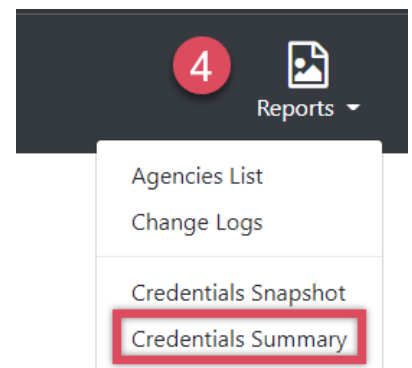 4
Reports
Agencies List
Change Logs
Credentials Snapshot
Credentials Summary